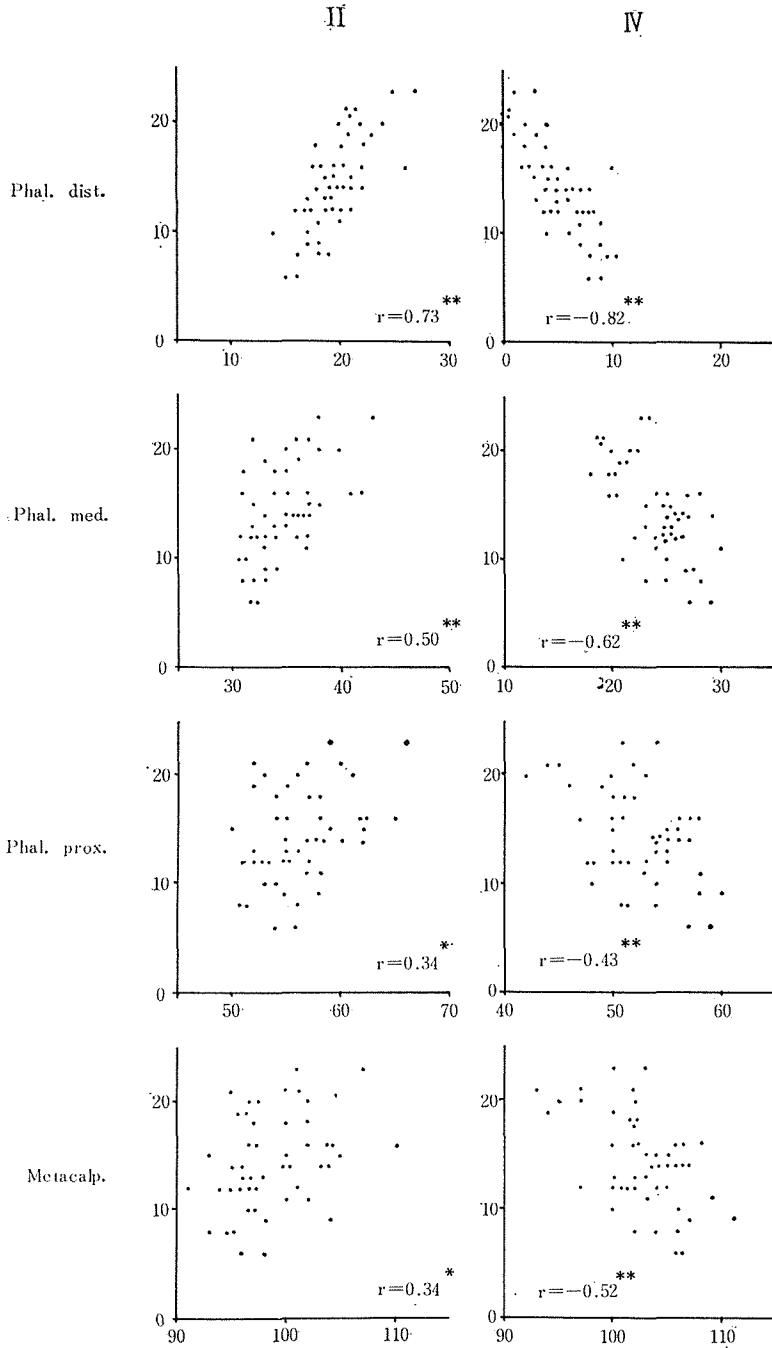 II IV
20
10
0
10 20 30
Phal. dist.
r=0.73**
20
10
0
0 10 20
r=-0.82**
20
10
0
30 40 50
Phal. med.
r=0.50**
20
10
0
10 20 30
r=-0.62**
20
10
0
50 60 70
Phal. prox.
r=0.34*
20
10
0
40 50 60
r=-0.43**
20
10
0
90 100 110
Metacalp.
r=0.34*
20
10
0
90 100 110
r=-0.52**